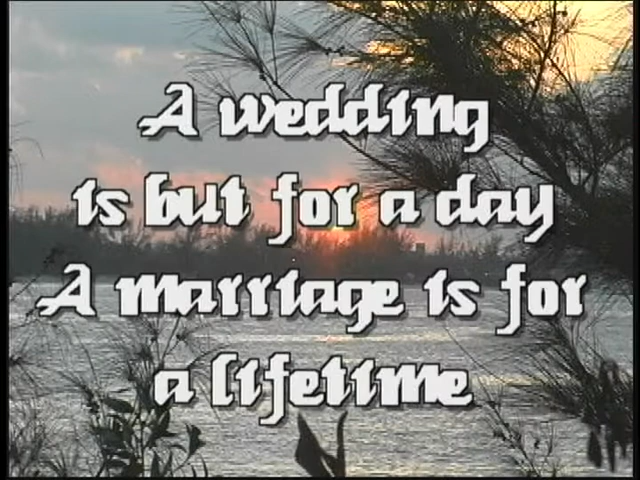 A wedding
is but for a day
A marriage is for
a lifetime